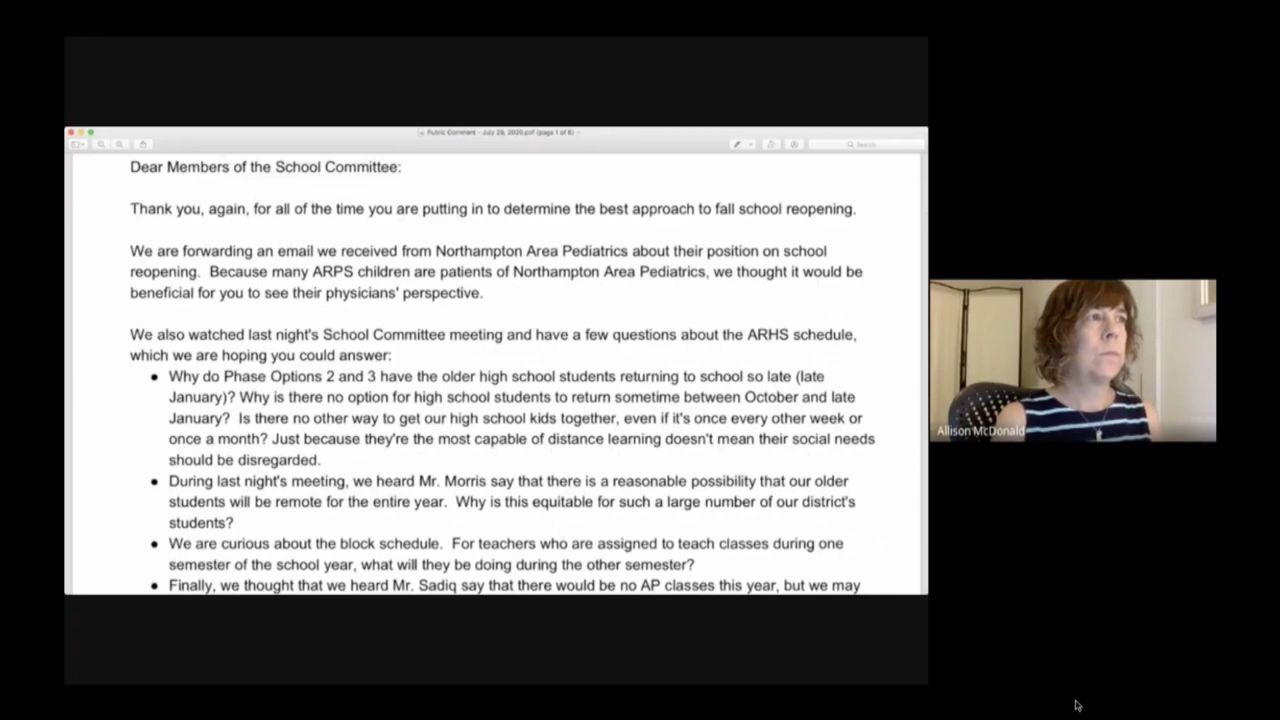 Public Comment - July 28, 2020.pdf (page 1 of 6)
Search
Dear Members of the School Committee:
Thank you, again, for all of the time you are putting in to determine the best approach to fall school reopening.
We are forwarding an email we received from Northampton Area Pediatrics about their position on school
reopening.  Because many ARPS children are patients of Northampton Area Pediatrics, we thought it would be
beneficial for you to see their physicians' perspective.
We also watched last night's School Committee meeting and have a few questions about the ARHS schedule,
which we are hoping you could answer:
● Why do Phase Options 2 and 3 have the older high school students returning to school so late (late
January)? Why is there no option for high school students to return sometime between October and late
January?  Is there no other way to get our high school kids together, even if it's once every other week or
once a month? Just because they're the most capable of distance learning doesn't mean their social needs
should be disregarded.
● During last night's meeting, we heard Mr. Morris say that there is a reasonable possibility that our older
students will be remote for the entire year.  Why is this equitable for such a large number of our district's
students?
● We are curious about the block schedule.  For teachers who are assigned to teach classes during one
semester of the school year, what will they be doing during the other semester?
● Finally, we thought that we heard Mr. Sadiq say that there would be no AP classes this year, but we may
Allison McDonald